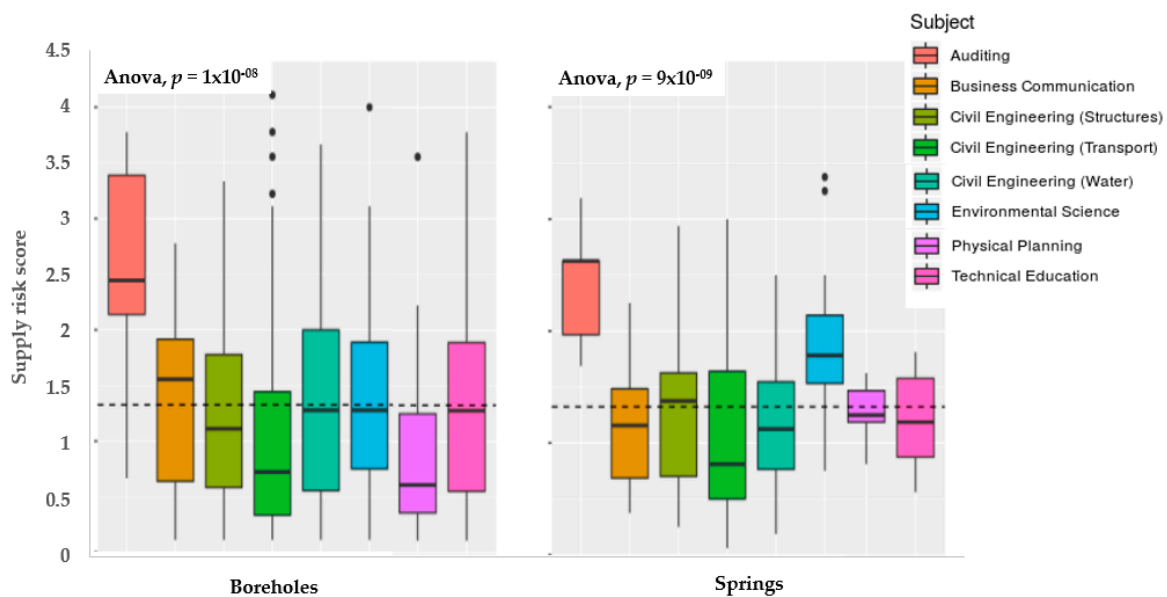 Subject
Auditing
Business Communication
Civil Engineering (Structures)
Civil Engineering (Transport)
Civil Engineering (Water)
Environmental Science
Physical Planning
Technical Education
Supply risk score
4.5
4
3.5
3
2.5
2
1.5
1
0.5
0
Anova, p = 1x10⁻⁰⁸
Anova, p = 9x10⁻⁰⁹
Boreholes
Springs